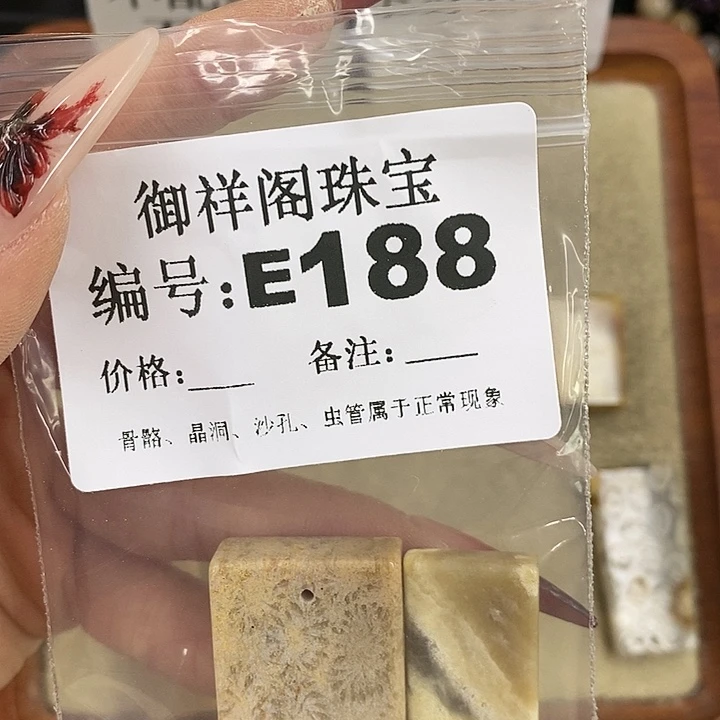 御祥阁珠宝
编号:E188
价格:____ 备注:____
骨骼、晶洞、沙孔、虫管属于正常现象